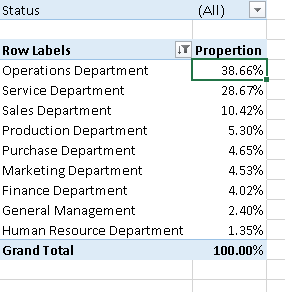 Status (All)
Row Labels Propertion
Operations Department 38.66%
Service Department 28.67%
Sales Department 10.42%
Production Department 5.30%
Purchase Department 4.65%
Marketing Department 4.53%
Finance Department 4.02%
General Management 2.40%
Human Resource Department 1.35%
Grand Total 100.00%